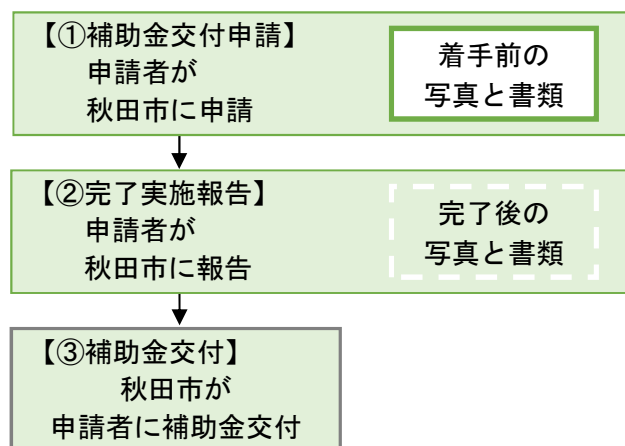 【①補助金交付申請】
申請者が
秋田市に申請
着手前の
写真と書類
【②完了実施報告】
申請者が
秋田市に報告
完了後の
写真と書類
【③補助金交付】
秋田市が
申請者に補助金交付